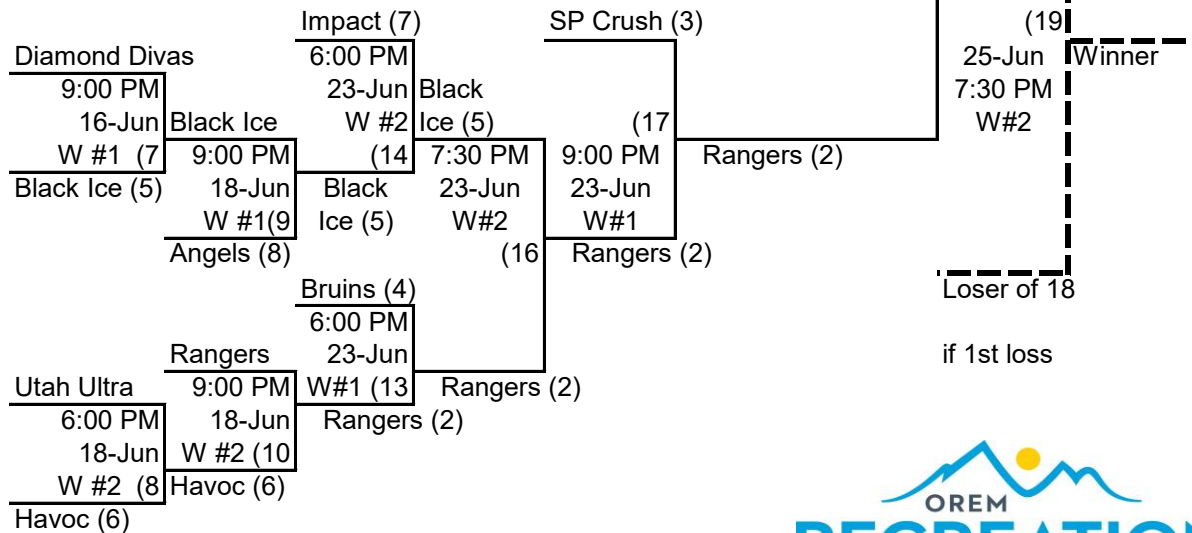 Impact (7)
SP Crush (3)
(19
Diamond Divas
6:00 PM
25-Jun
Winner
9:00 PM
23-Jun
Black
7:30 PM
16-Jun
Black Ice
W #2
Ice (5)
(17
W#2
W #1 (7
9:00 PM
(14
7:30 PM
9:00 PM
Rangers (2)
Black Ice (5)
18-Jun
Black
23-Jun
23-Jun
W #1(9
Ice (5)
W#2
W#1
Angels (8)
(16
Rangers (2)
Bruins (4)
Loser of 18
6:00 PM
Rangers
23-Jun
if 1st loss
Utah Ultra
9:00 PM
W#1 (13
Rangers (2)
6:00 PM
18-Jun
Rangers (2)
18-Jun
W #2 (10
W #2 (8
Havoc (6)
Havoc (6)
OREM